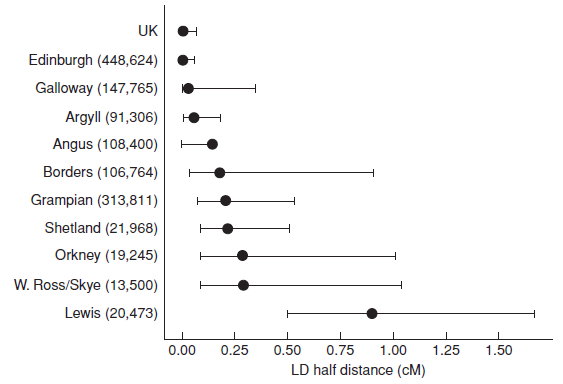 UK
Edinburgh (448,624)
Galloway (147,765)
Argyll (91,306)
Angus (108,400)
Borders (106,764)
Grampian (313,811)
Shetland (21,968)
Orkney (19,245)
W. Ross/Skye (13,500)
Lewis (20,473)
0.00 0.25 0.50 0.75 1.00 1.25 1.50
LD half distance (cM)